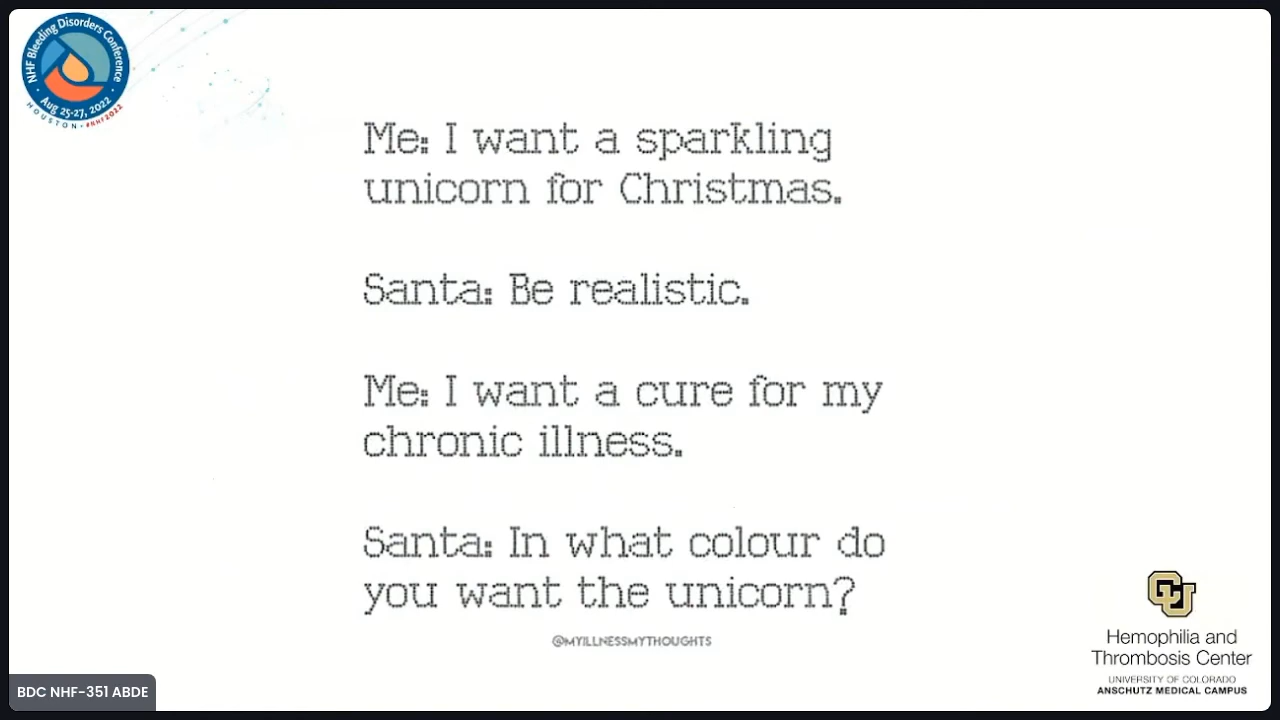 NHF Bleeding Disorders Conference
Aug 25-27, 2022
HOUSTON • #NHF2022
Me: I want a sparkling
unicorn for Christmas.
Santa: Be realistic.
Me: I want a cure for my
chronic illness.
Santa: In what colour do
you want the unicorn?
@MYILLNESSMYTHOUGHTS
CU
Hemophilia and
Thrombosis Center
UNIVERSITY OF COLORADO
ANSCHUTZ MEDICAL CAMPUS
BDC NHF-351 ABDE